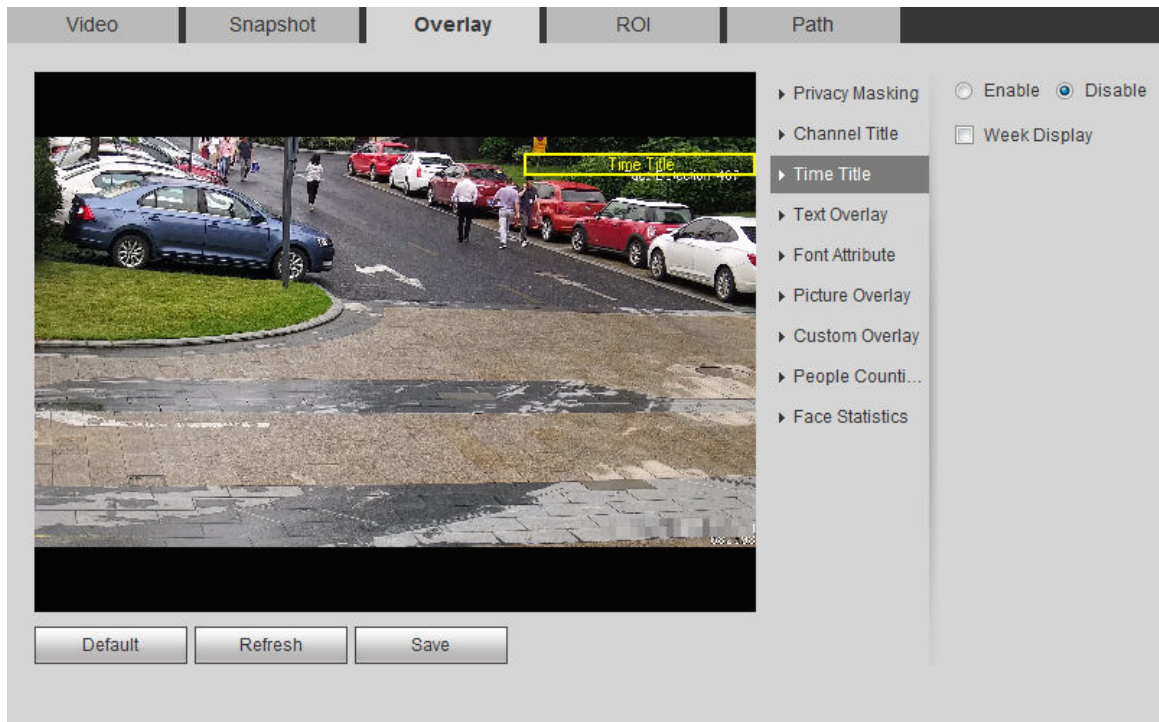 Video
Snapshot
Overlay
ROI
Path
Time Title
Privacy Masking
Channel Title
Time Title
Text Overlay
Font Attribute
Picture Overlay
Custom Overlay
People Counti...
Face Statistics
Enable
Disable
Week Display
Default
Refresh
Save